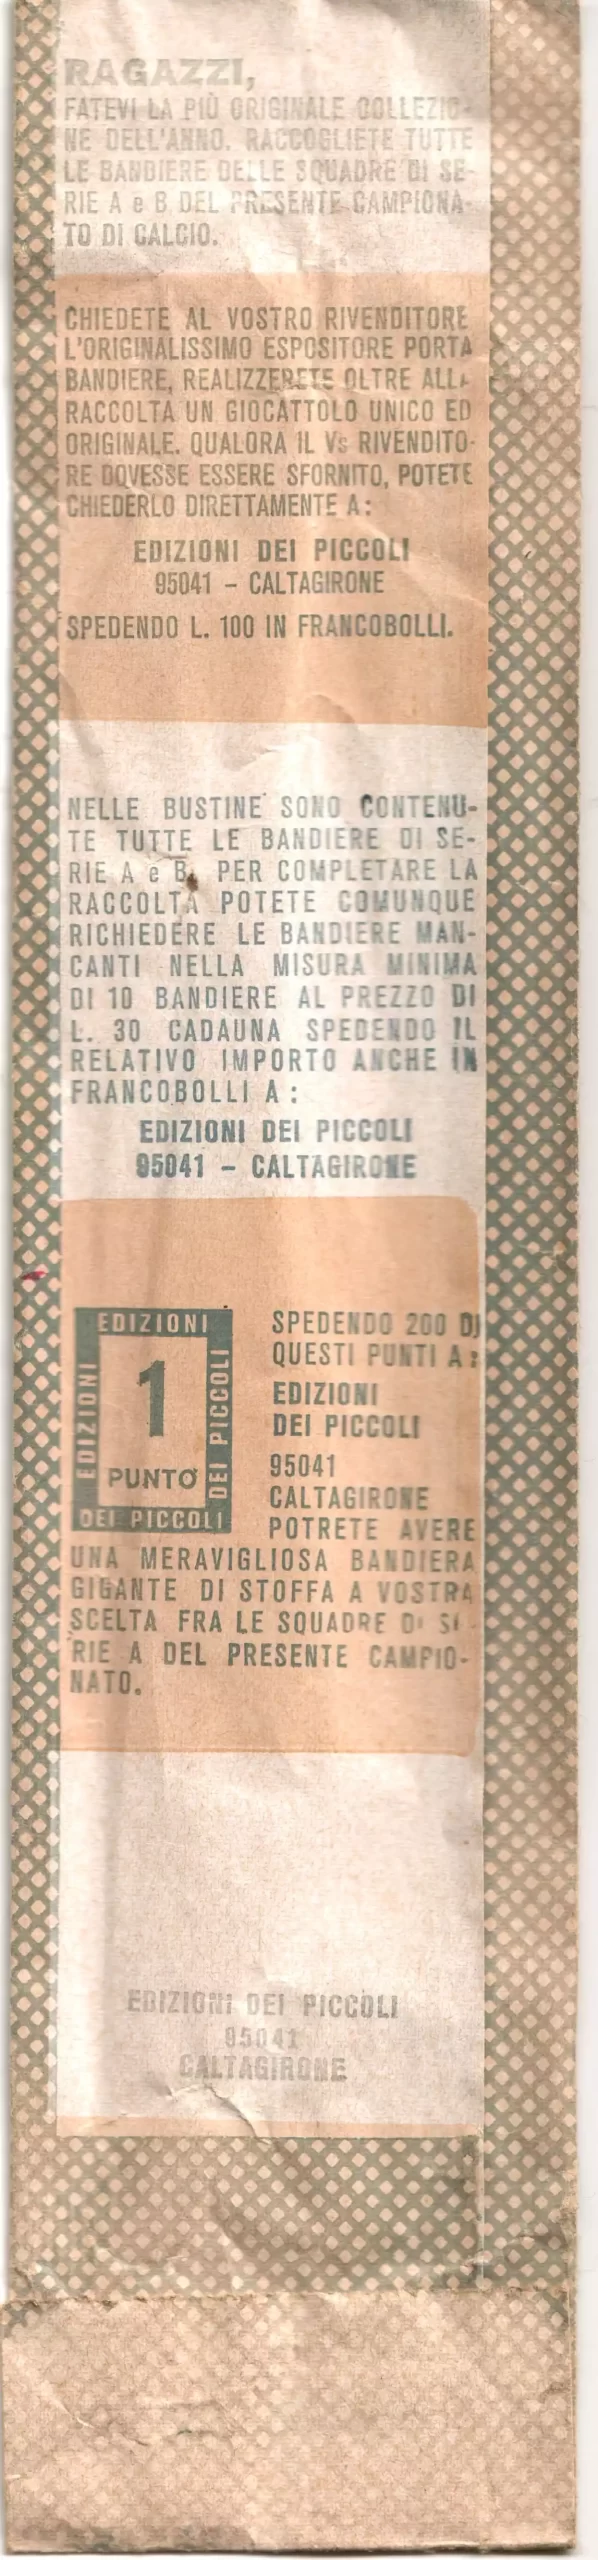 RAGAZZI,
FATEVI LA PIÙ ORIGINALE COLLEZIO-
NE DELL'ANNO. RACCOGLIETE TUTTE
LE BANDIERE DELLE SQUADRE DI SE-
RIE A e B DEL PRESENTE CAMPIONA-
TO DI CALCIO.
CHIEDETE AL VOSTRO RIVENDITORE
L'ORIGINALISSIMO ESPOSITORE PORTA
BANDIERE, REALIZZERETE OLTRE ALLA
RACCOLTA UN GIOCATTOLO UNICO ED
ORIGINALE. QUALORA IL Vs RIVENDITO-
RE DOVESSE ESSERE SFORNITO, POTETE
CHIEDERLO DIRETTAMENTE A:
EDIZIONI DEI PICCOLI
95041 - CALTAGIRONE
SPEDENDO L. 100 IN FRANCOBOLLI.
NELLE BUSTINE SONO CONTENU-
TE TUTTE LE BANDIERE DI SE-
RIE A e B. PER COMPLETARE LA
RACCOLTA POTETE COMUNQUE
RICHIEDERE LE BANDIERE MAN-
CANTI NELLA MISURA MINIMA
DI 10 BANDIERE AL PREZZO DI
L. 30 CADAUNA SPEDENDO IL
RELATIVO IMPORTO ANCHE IN
FRANCOBOLLI A:
EDIZIONI DEI PICCOLI
95041 - CALTAGIRONE
EDIZIONI
EDIZIONI
1
PUNTO
DEI PICCOLI
DEI PICCOLI
SPEDENDO 200 DI
QUESTI PUNTI A:
EDIZIONI
DEI PICCOLI
95041
CALTAGIRONE
POTRETE AVERE
UNA MERAVIGLIOSA BANDIERA
GIGANTE DI STOFFA A VOSTRA
SCELTA FRA LE SQUADRE DI SE-
RIE A DEL PRESENTE CAMPIO-
NATO.
EDIZIONI DEI PICCOLI
95041
CALTAGIRONE